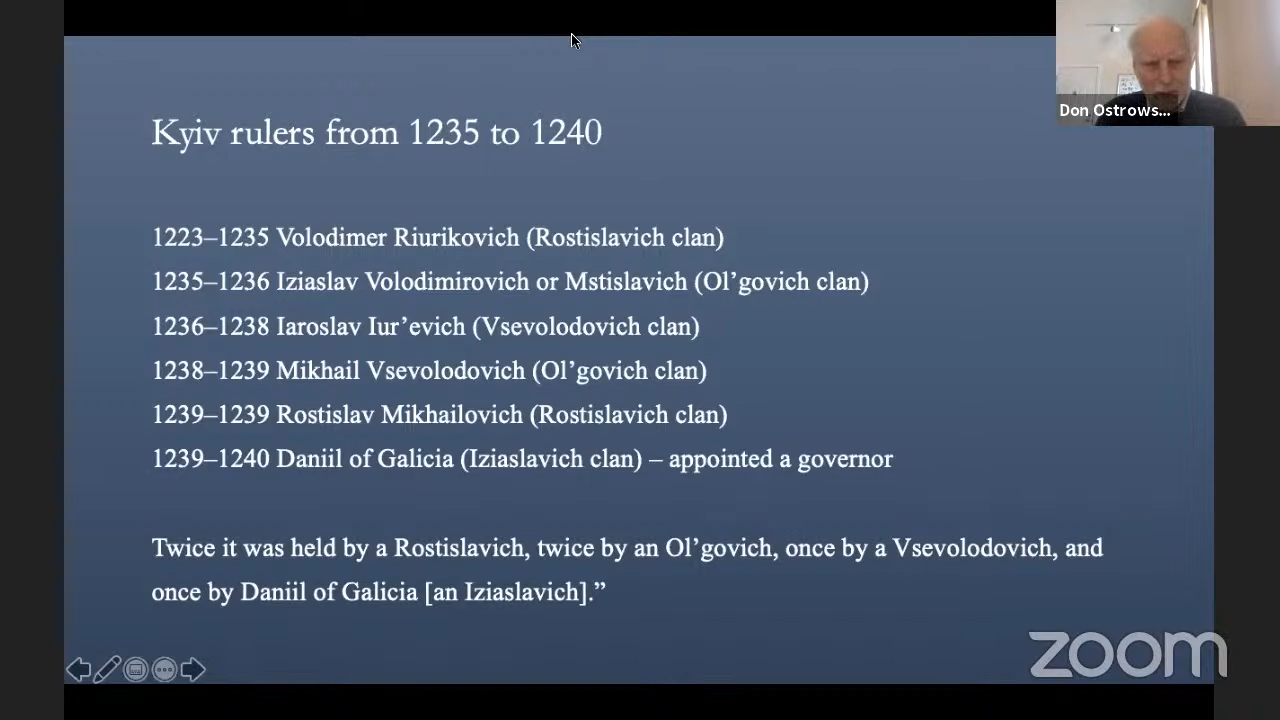 Kyiv rulers from 1235 to 1240
Don Ostrows...
1223–1235 Volodimer Riurikovich (Rostislavich clan)
1235–1236 Iziaslav Volodimirovich or Mstislavich (Ol’govich clan)
1236–1238 Iaroslav Iur’evich (Vsevolodovich clan)
1238–1239 Mikhail Vsevolodovich (Ol’govich clan)
1239–1239 Rostislav Mikhailovich (Rostislavich clan)
1239–1240 Daniil of Galicia (Iziaslavich clan) – appointed a governor
Twice it was held by a Rostislavich, twice by an Ol’govich, once by a Vsevolodovich, and
once by Daniil of Galicia [an Iziaslavich].”
zoom